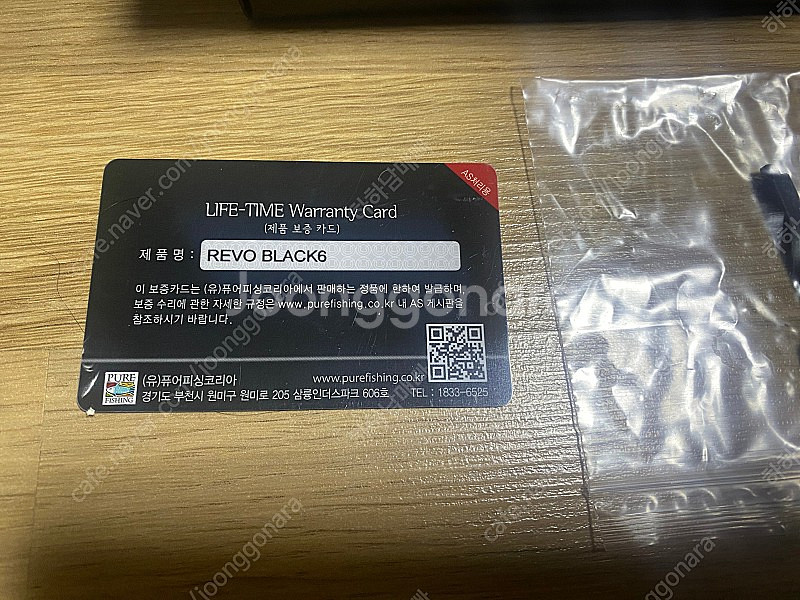 AS처리용
LIFE-TIME Warranty Card
(제품 보증 카드)
제 품 명 : REVO BLACK6
이 보증카드는 (유)퓨어피싱코리아에서 판매하는 정품에 한하여 발급하며,
보증 수리에 관한 자세한 규정은 www.purefishing.co.kr 내 AS 게시판을
참조하시기 바랍니다.
PURE
FISHING
(유)퓨어피싱코리아
www.purefishing.co.kr
경기도 부천시 원미구 원미로 205 삼룡인더스파크 606호
TEL : 1833-6525
joonggonara
cafe.naver.com/joonggonara